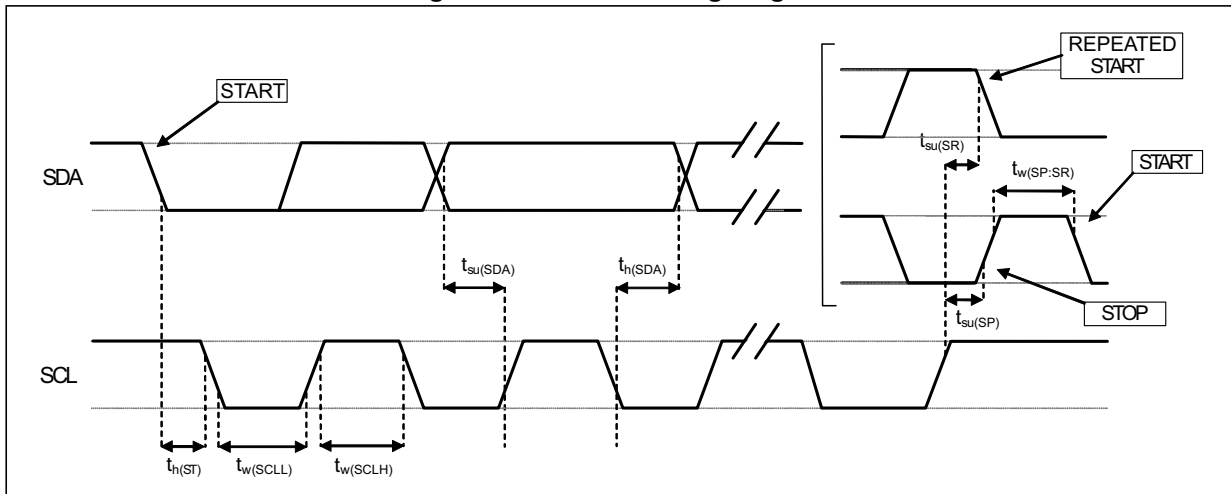 REPEATED
START
START
tsu(SR)
START
SDA
tw(SP:SR)
tsu(SDA)
th(SDA)
tsu(SP)
STOP
SCL
th(ST)
tw(SCLL)
tw(SCLH)